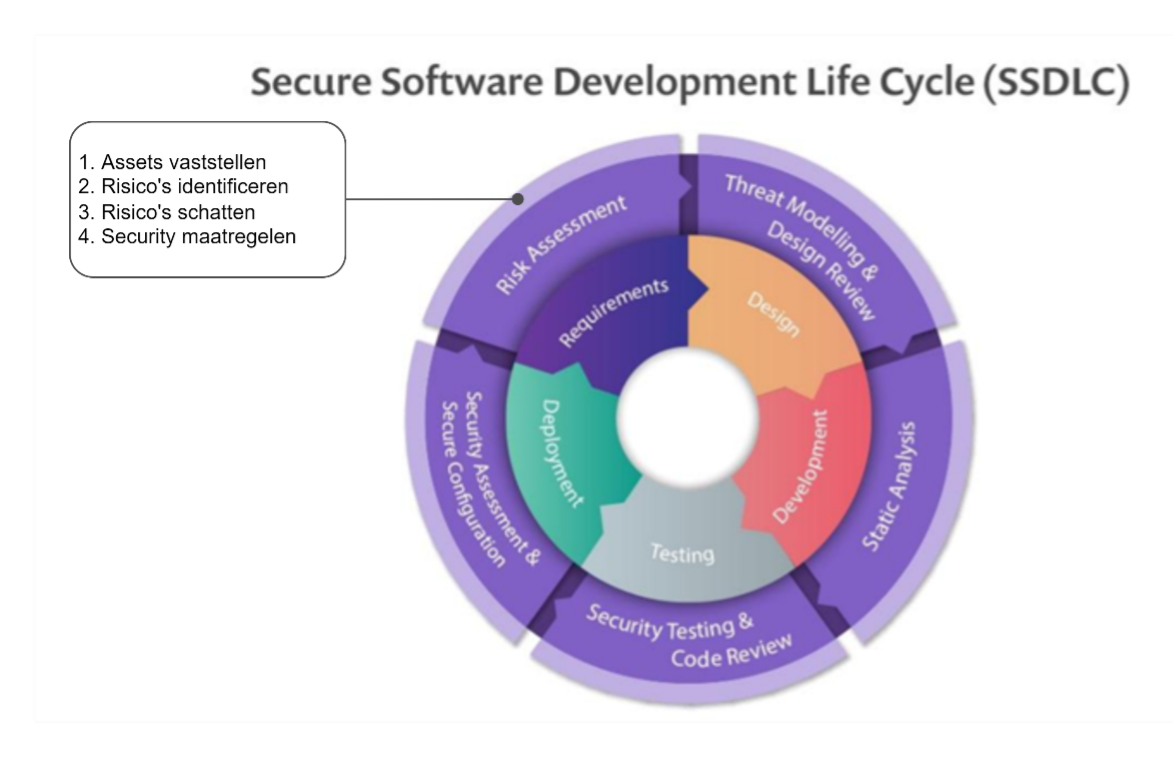 Secure Software Development Life Cycle (SSDLC)
1. Assets vaststellen
2. Risico's identificeren
3. Risico's schatten
4. Security maatregelen
Risk Assessment
Threat Modelling &
Design Review
Requirements
Design
Security Assessment &
Secure Configuration
Deployment
Development
Static Analysis
Testing
Security Testing &
Code Review